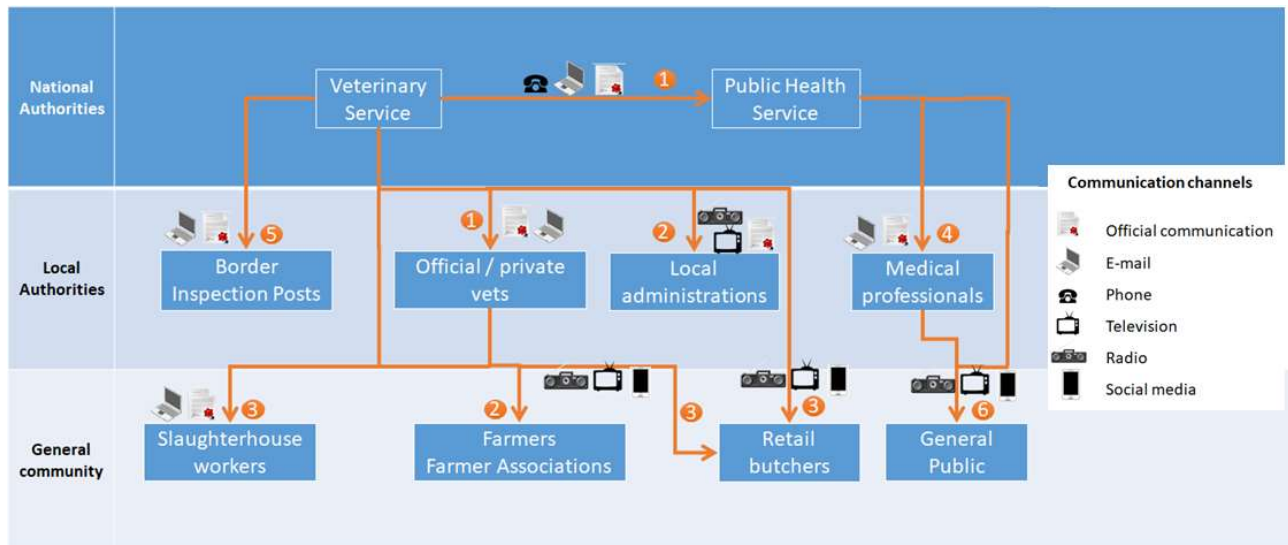 National
Authorities
Veterinary
Service
1
Public Health
Service
Communication channels
Official communication
E-mail
Phone
Television
Radio
Social media
Local
Authorities
5
Border
Inspection Posts
1
Official / private
vets
2
Local
administrations
4
Medical
professionals
General
community
3
Slaughterhouse
workers
2
Farmers
Farmer Associations
3
3
Retail
butchers
6
General
Public